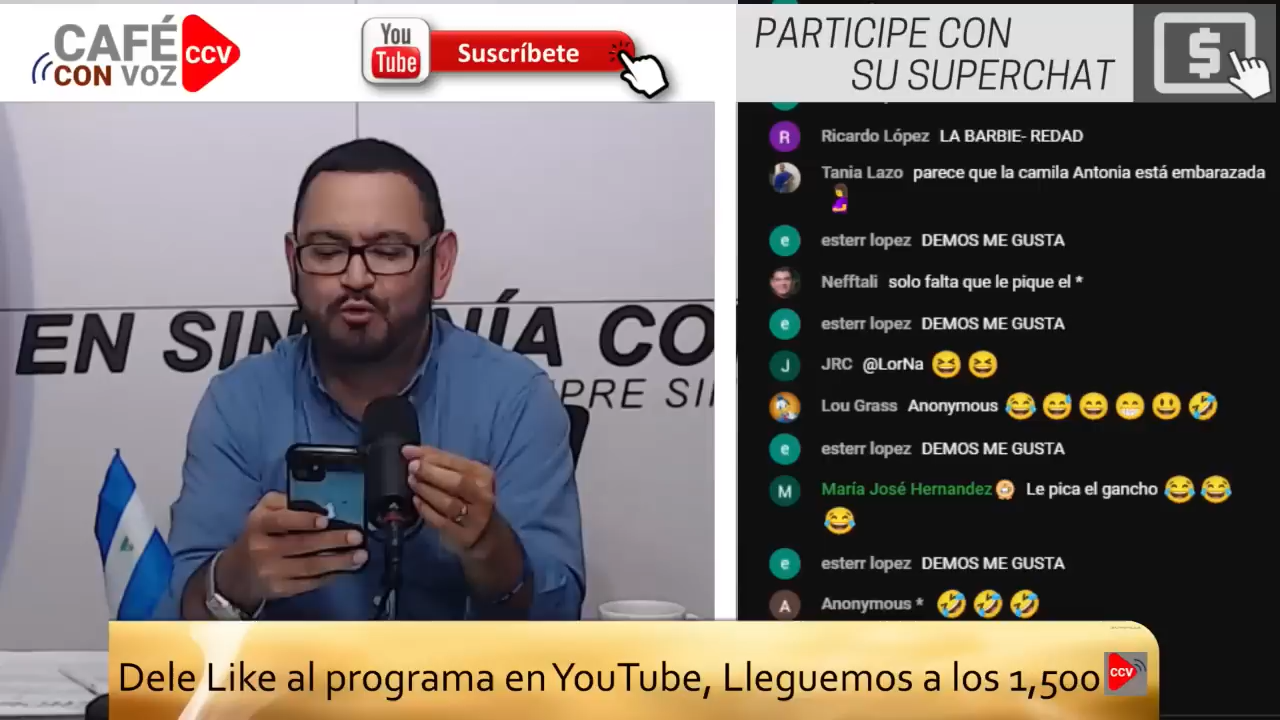 CAFÉ
CON VOZ
CCV
You
Tube
Suscríbete
PARTICIPE CON
SU SUPERCHAT
$
EN SIN NÍA CO
PRE SI
R
Ricardo López LA BARBIE- REDAD
Tania Lazo parece que la camila Antonia está embarazada
e
esterr lopez DEMOS ME GUSTA
Nefftali solo falta que le pique el *
e
esterr lopez DEMOS ME GUSTA
J
JRC @LorNa
Lou Grass Anonymous
e
esterr lopez DEMOS ME GUSTA
M
María José Hernandez Le pica el gancho
e
esterr lopez DEMOS ME GUSTA
A
Anonymous *
Dele Like al programa en YouTube, Lleguemos a los 1,500
CCV